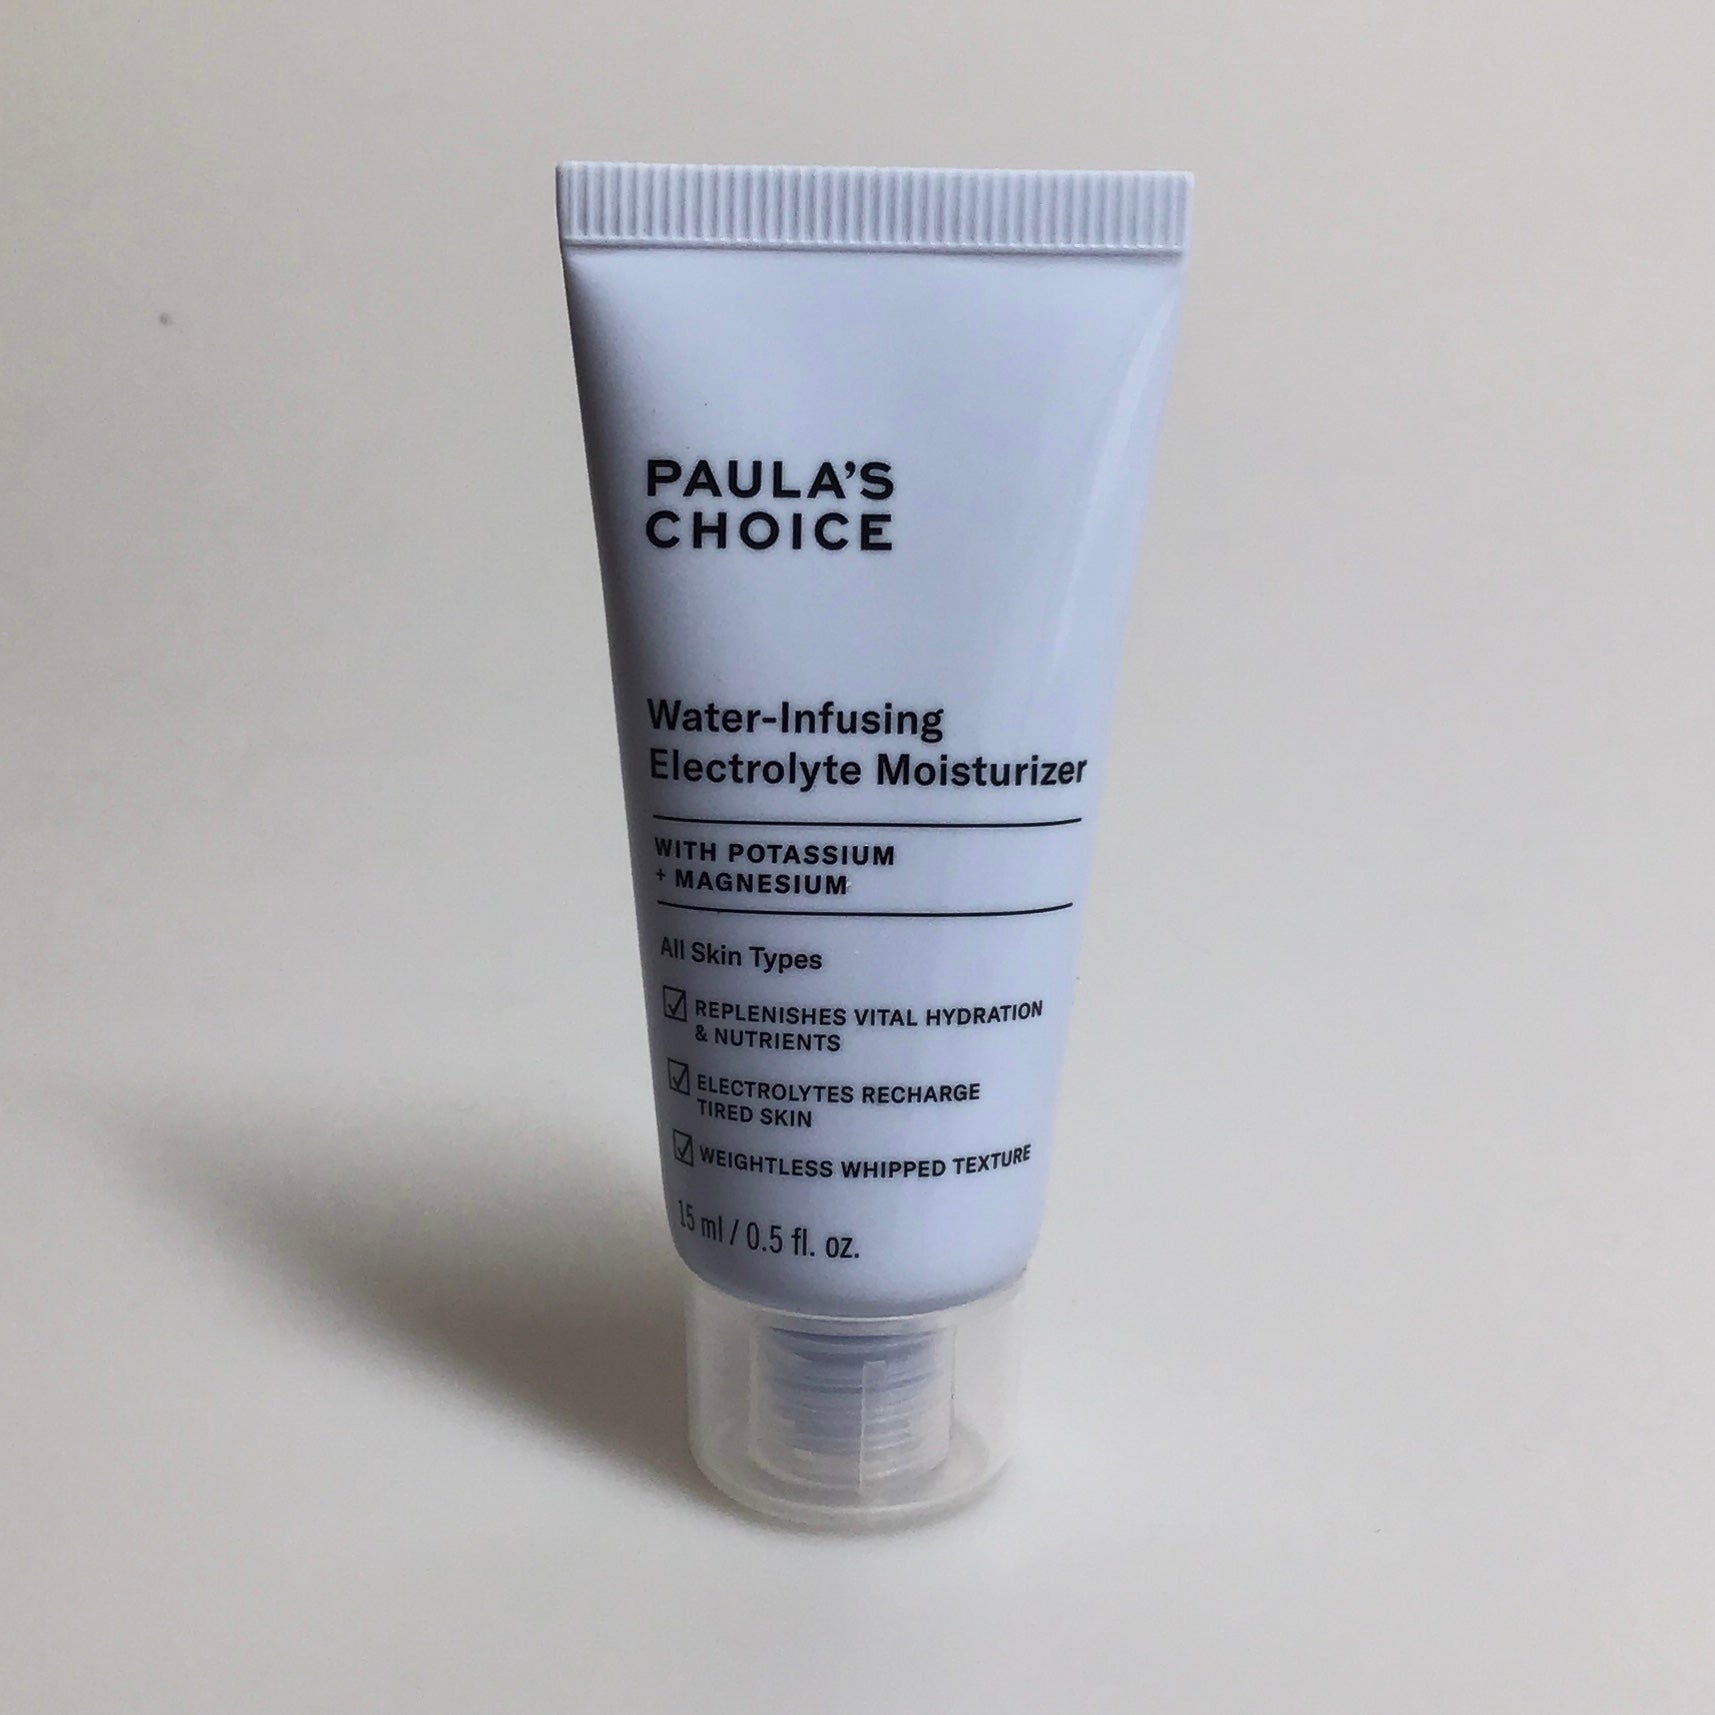 PAULA'S
CHOICE
Water-Infusing
Electrolyte Moisturizer
WITH POTASSIUM
+ MAGNESIUM
All Skin Types
REPLENISHES VITAL HYDRATION
& NUTRIENTS
ELECTROLYTES RECHARGE
TIRED SKIN
WEIGHTLESS WHIPPED TEXTURE
15 ml / 0.5 fl. oz.